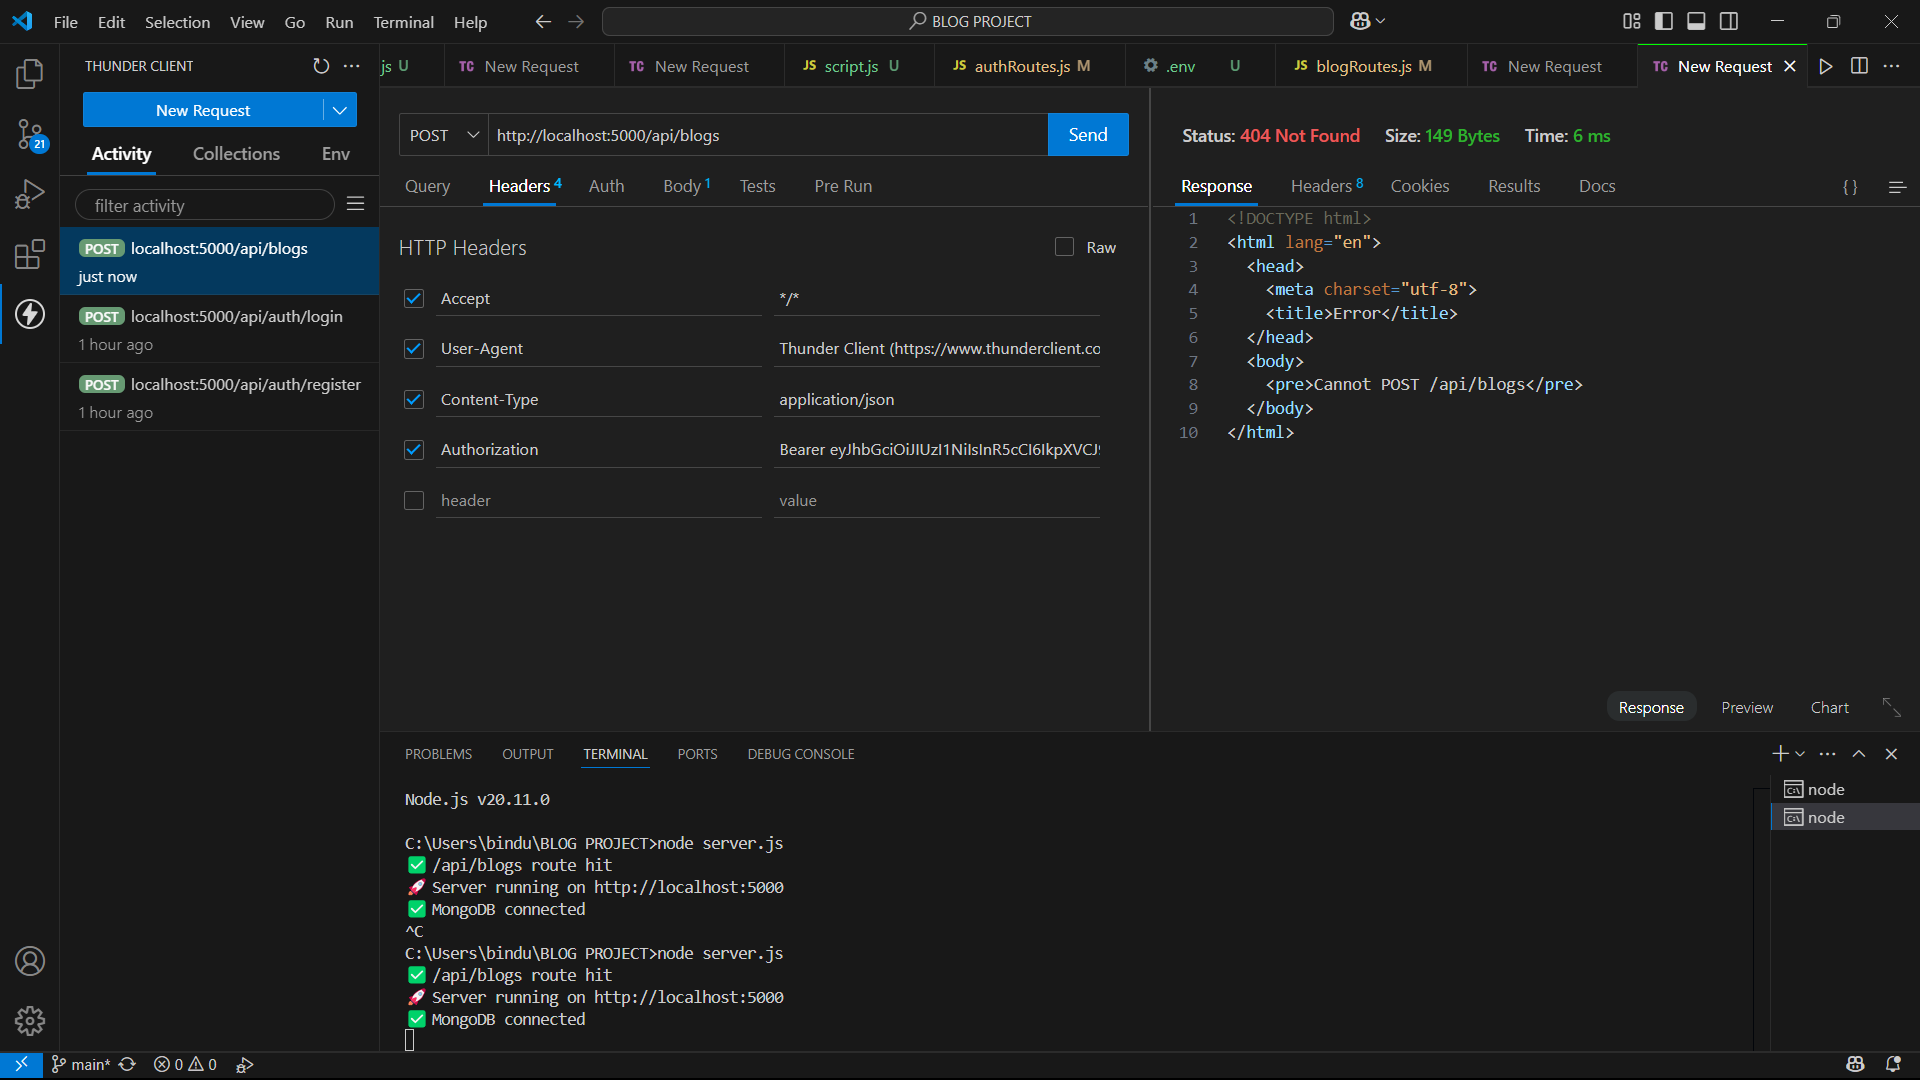 File Edit Selection View Go Run Terminal Help
BLOG PROJECT
THUNDER CLIENT
New Request
Activity Collections Env
filter activity
POST localhost:5000/api/blogs
just now
POST localhost:5000/api/auth/login
1 hour ago
POST localhost:5000/api/auth/register
1 hour ago
21
js U
TC New Request
TC New Request
JS script.js U
JS authRoutes.js M
.env U
JS blogRoutes.js M
TC New Request
TC New Request
POST http://localhost:5000/api/blogs Send
Query Headers 4 Auth Body 1 Tests Pre Run
HTTP Headers Raw
Accept */*
User-Agent Thunder Client (https://www.thunderclient.co
Content-Type application/json
Authorization Bearer eyJhbGciOiJIUzI1NiIsInR5cCI6IkpXVCJ9
header value
Status: 404 Not Found Size: 149 Bytes Time: 6 ms
Response Headers 8 Cookies Results Docs {}
1 <!DOCTYPE html>
2 <html lang="en">
3 <head>
4 <meta charset="utf-8">
5 <title>Error</title>
6 </head>
7 <body>
8 <pre>Cannot POST /api/blogs</pre>
9 </body>
10 </html>
Response Preview Chart
PROBLEMS OUTPUT TERMINAL PORTS DEBUG CONSOLE
Node.js v20.11.0
C:\Users\bindu\BLOG PROJECT>node server.js
✅ /api/blogs route hit
🚀 Server running on http://localhost:5000
✅ MongoDB connected
^C
C:\Users\bindu\BLOG PROJECT>node server.js
✅ /api/blogs route hit
🚀 Server running on http://localhost:5000
✅ MongoDB connected
node
node
main* 0 0